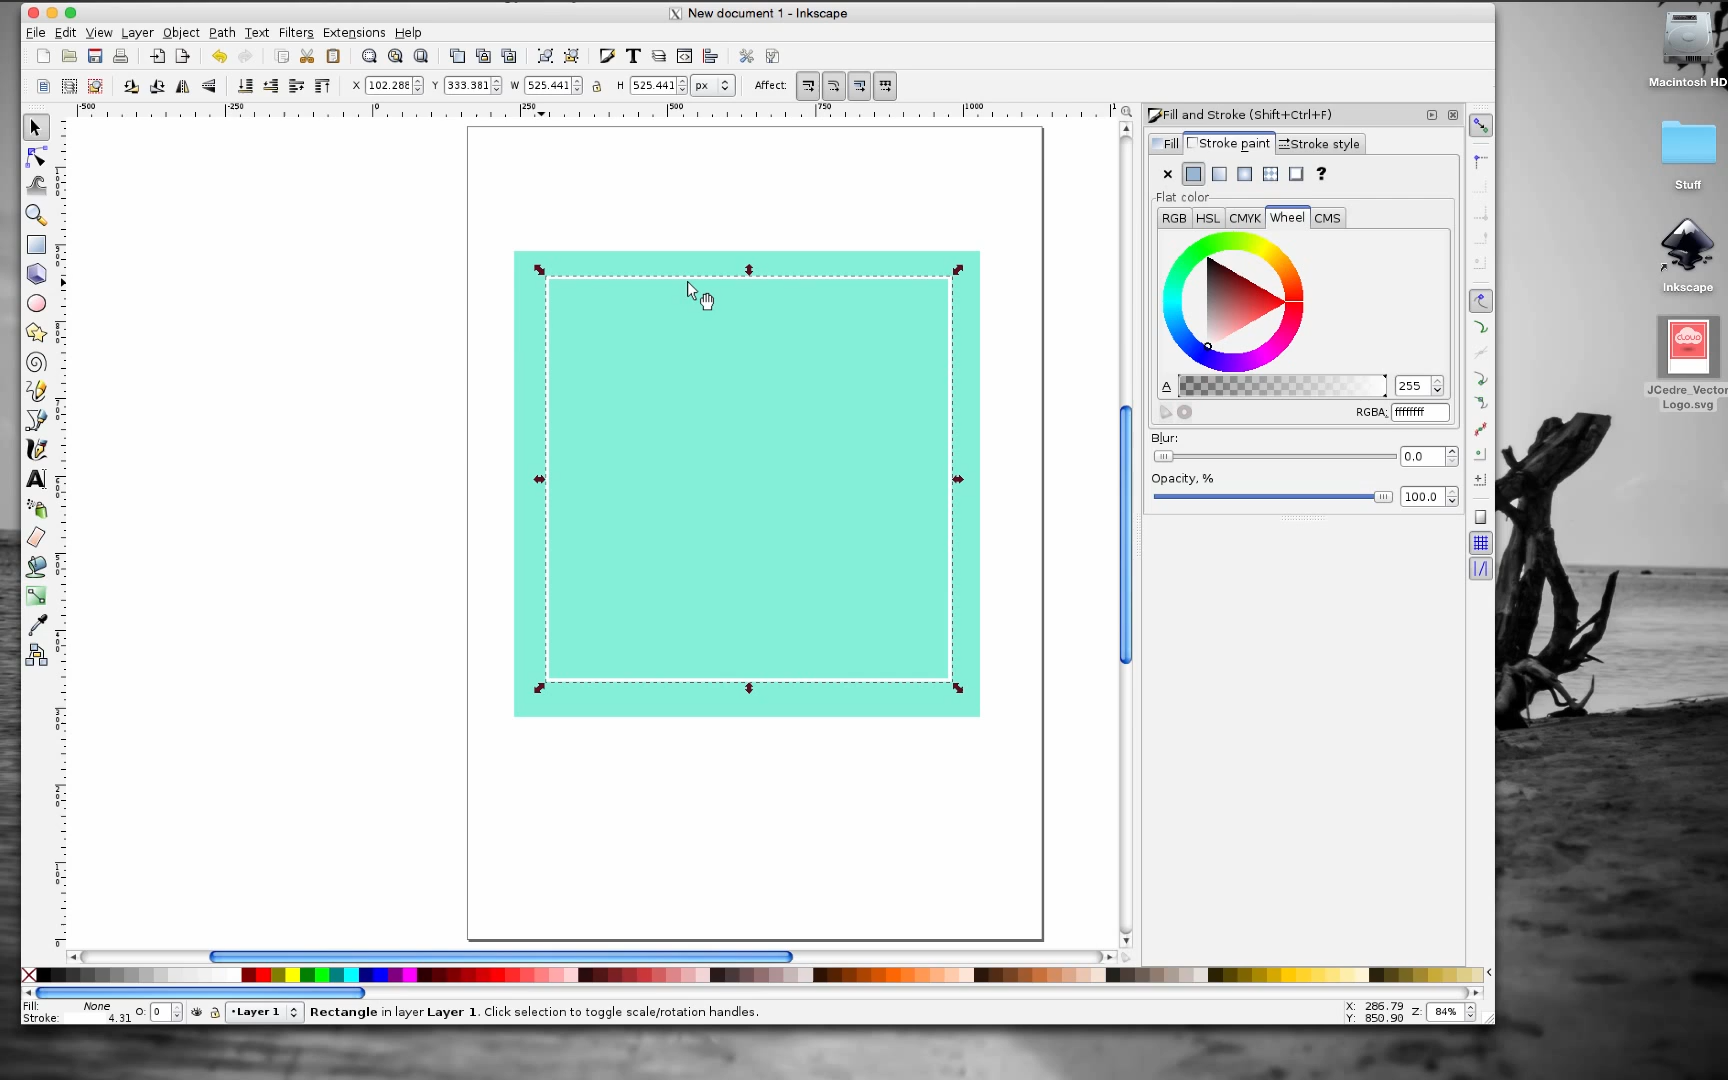 New document 1 - Inkscape
File Edit View Layer Object Path Text Filters Extensions Help
X 102.288 Y 333.381 W 525.441 H 525.441 px Affect:
-500 -250 0 250 500 750 1000 1
Fill and Stroke (Shift+Ctrl+F)
Fill Stroke paint Stroke style
Flat color
RGB HSL CMYK Wheel CMS
A 255
RGBA: ffffffff
Blur:
0.0
Opacity, %
100.0
Macintosh HD
Stuff
Inkscape
CLOUD
JCedre_Vector
Logo.svg
Fill: None
Stroke: 4.31 O: 0
•Layer 1
Rectangle in layer Layer 1. Click selection to toggle scale/rotation handles.
X: 286.79
Y: 850.90
Z: 84%